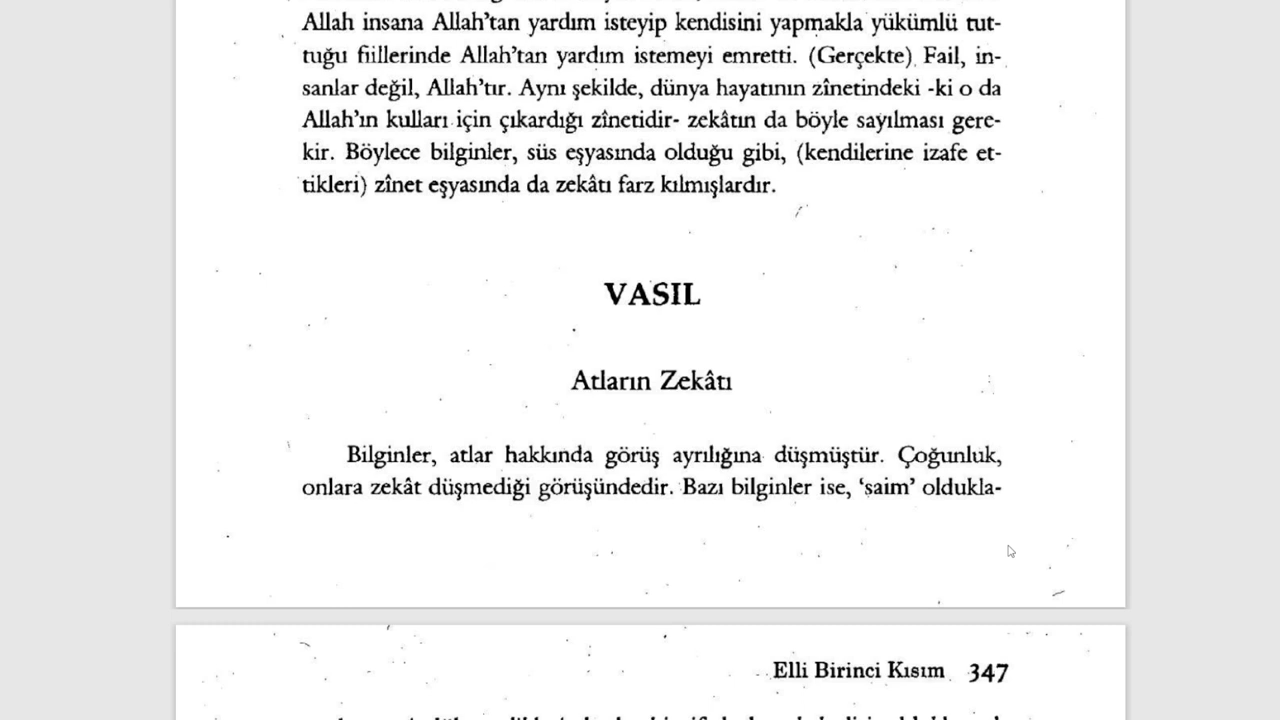 Allah insana Allah'tan yardım isteyip kendisini yapmakla yükümlü tut-
tuğu fiillerinde Allah'tan yardım istemeyi emretti. (Gerçekte) Fail, in-
sanlar değil, Allah'tır. Aynı şekilde, dünya hayatının zînetindeki -ki o da
Allah'ın kulları için çıkardığı zînetidir- zekâtın da böyle sayılması gere-
kir. Böylece bilginler, süs eşyasında olduğu gibi, (kendilerine izafe et-
tikleri) zînet eşyasında da zekâtı farz kılmışlardır.
VASIL
Atların Zekâtı
Bilginler, atlar hakkında görüş ayrılığına düşmüştür. Çoğunluk,
onlara zekât düşmediği görüşündedir. Bazı bilginler ise, 'saim' oldukla-
Elli Birinci Kısım 347